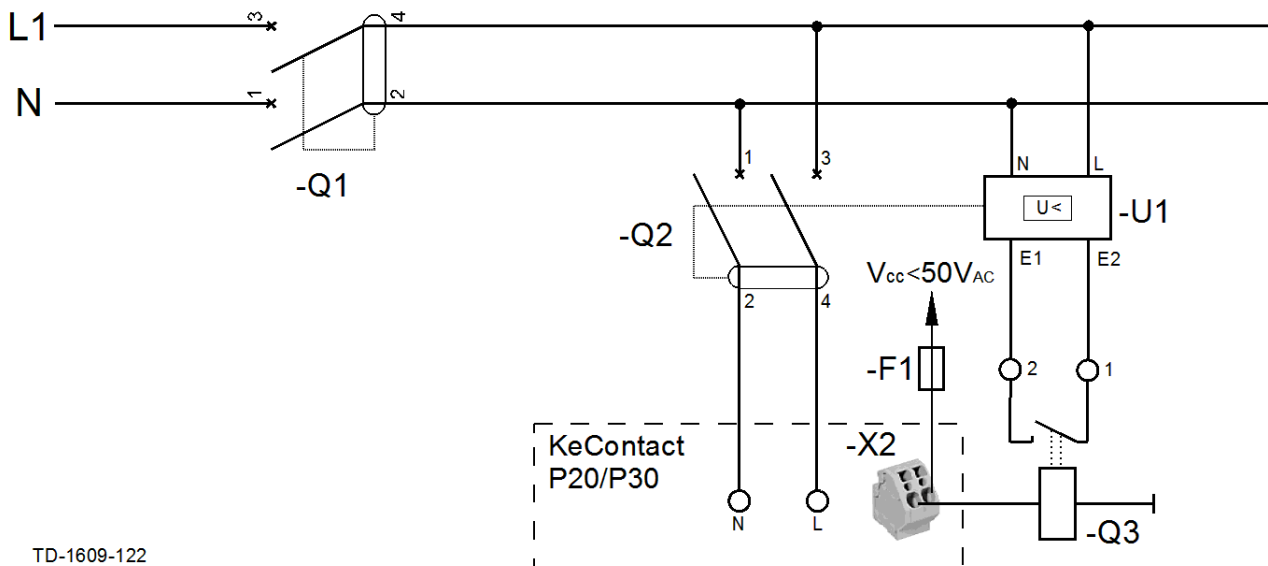 L1
3
4
N
1
2
-Q1
1
3
N
L
U<
-U1
-Q2
E1
E2
2
4
Vcc<50VAC
-F1
2
1
KeContact
P20/P30
-X2
N
L
-Q3
TD-1609-122